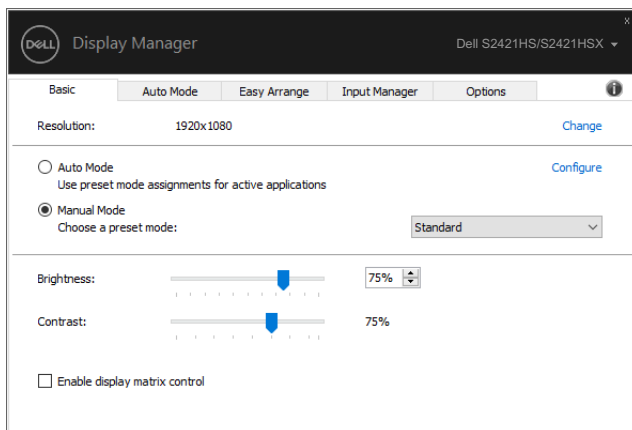 x
DELL Display Manager Dell S2421HS/S2421HSX
Basic Auto Mode Easy Arrange Input Manager Options i
Resolution: 1920x1080 Change
Auto Mode Configure
Use preset mode assignments for active applications
Manual Mode
Choose a preset mode: Standard
Brightness: 75%
Contrast: 75%
Enable display matrix control